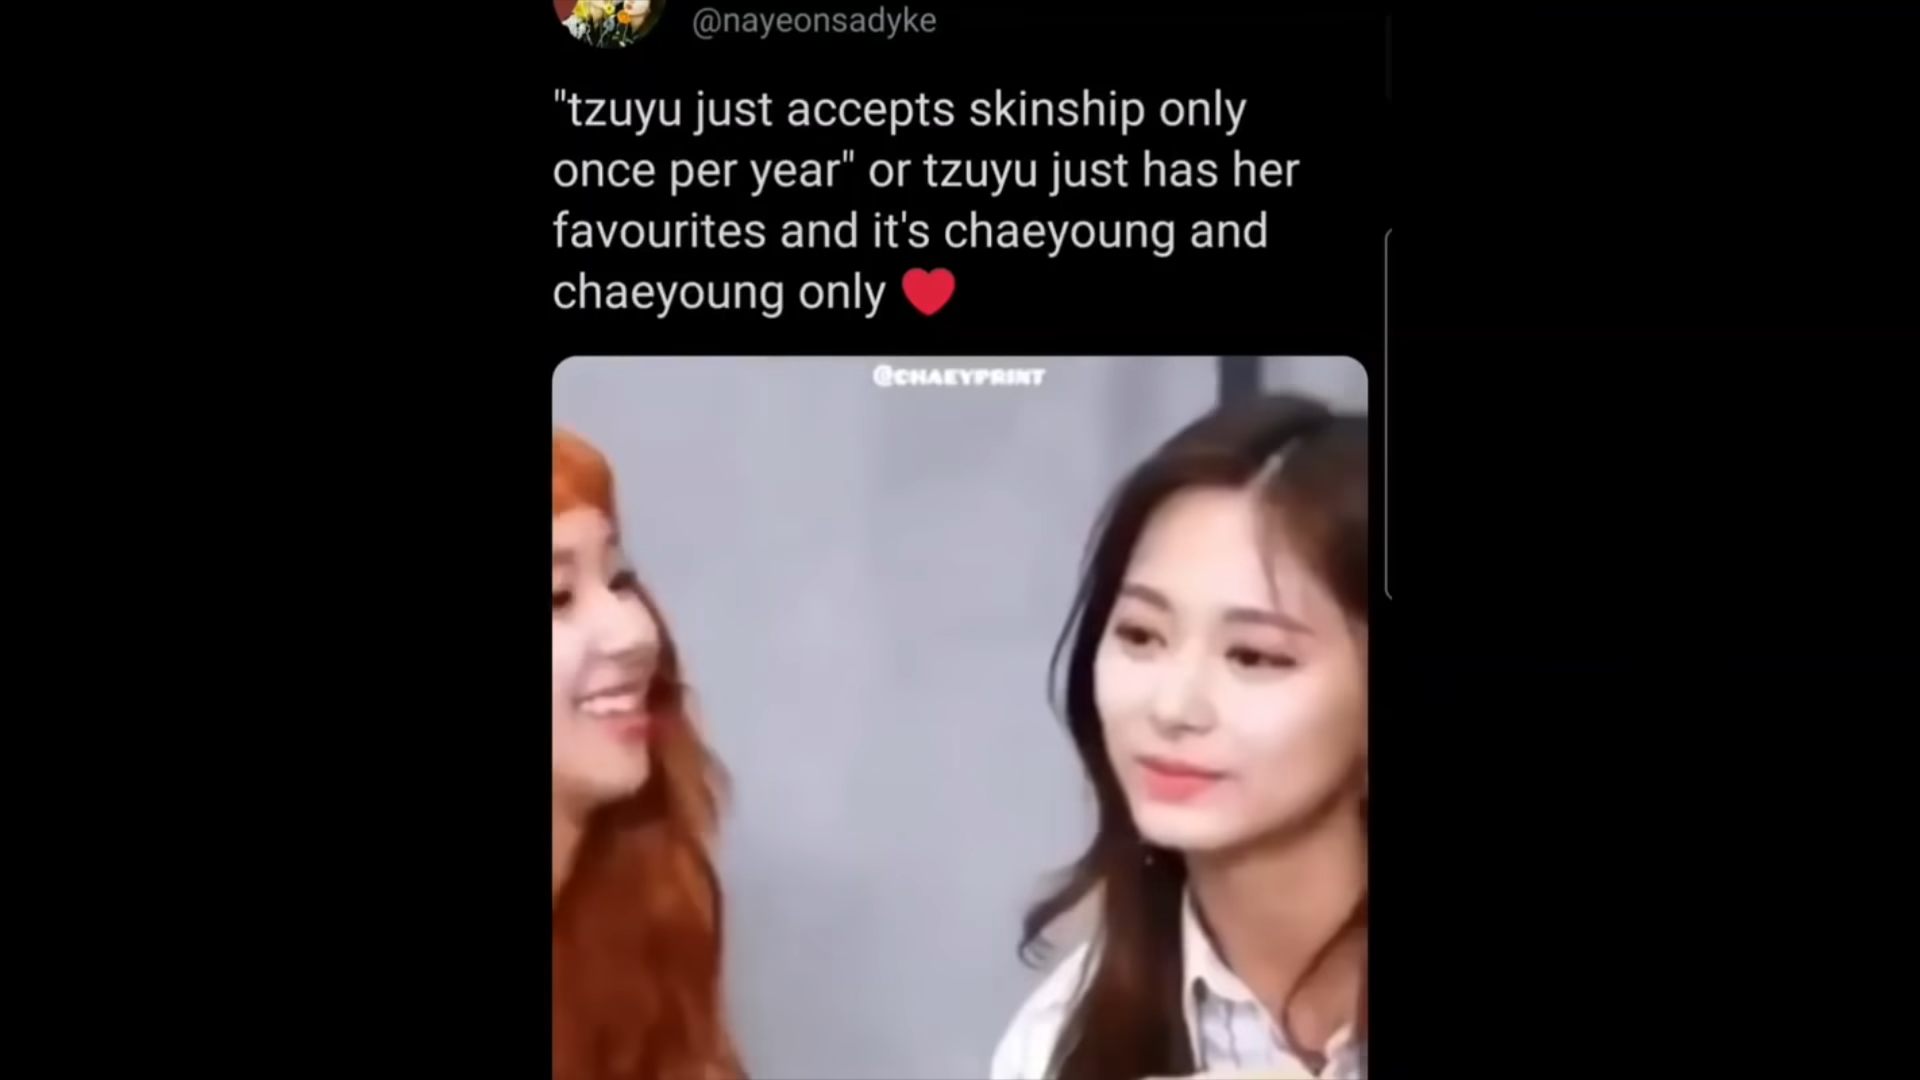 @nayeonsadyke
"tzuyu just accepts skinship only
once per year" or tzuyu just has her
favourites and it's chaeyoung and
chaeyoung only ❤️
@CHAEYPRINT